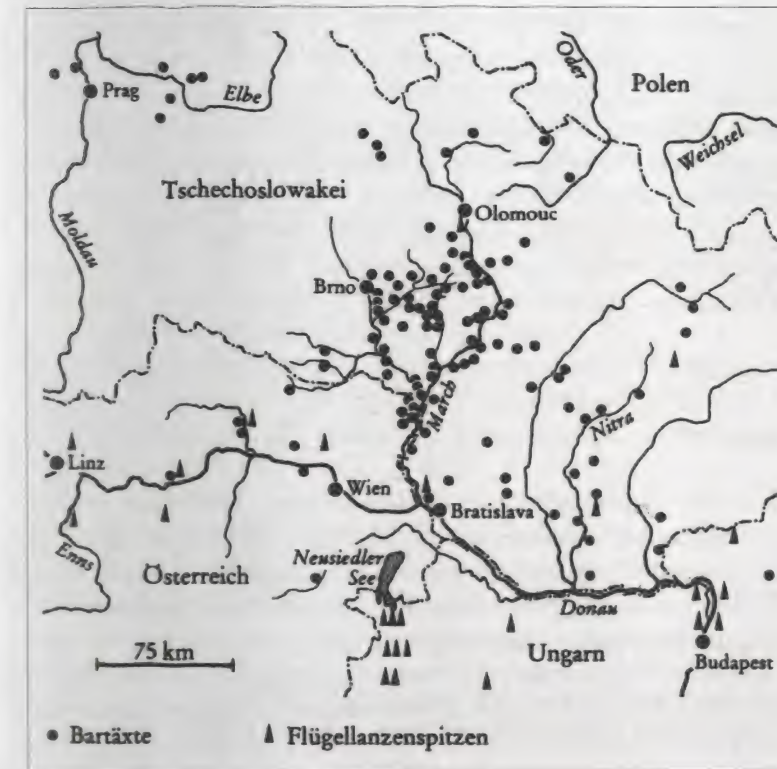 Oder
Polen
Prag
Elbe
Weichsel
Tschechoslowakei
Olomouc
Moldau
Brno
March
Nitra
Linz
Wien
Bratislava
Neusiedler
See
Enns
Österreich
Donau
75 km
Ungarn
Budapest
Bartäxte
Flügellanzenspitzen